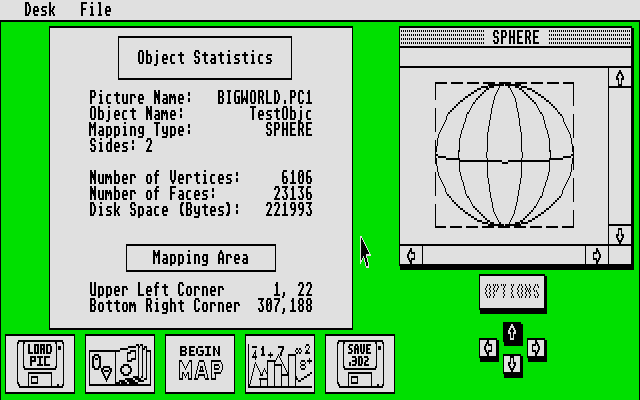 Desk File
SPHERE
Object Statistics
Picture Name: BIGWORLD.PC1
Object Name: TestObjc
Mapping Type: SPHERE
Sides: 2
Number of Vertices: 6106
Number of Faces: 23136
Disk Space (Bytes): 221993
Mapping Area
Upper Left Corner 1, 22
Bottom Right Corner 307,188
OPTIONS
LOAD
PIC
BEGIN
MAP
SAVE
.3D2